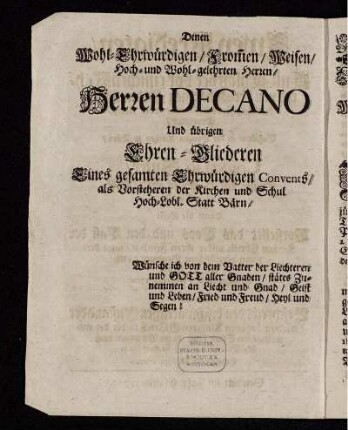 Denen
Wohl-Ehrwürdigen / From̃en / Weisen /
Hoch- und Wohl-gelehrten Herren /
Herren DECANO
Und übrigen
Ehren-Gliederen
Eines gesamten Ehrwürdigen Convents /
als Vorsteheren der Kirchen und Schul
Hoch-Lobl. Statt Bärn /
Wünsche ich von dem Vatter der Liechteren
und GOTT aller Gnaden / stätes Zu-
nemmen an Liecht und Gnad / Geist
und Leben / Fried und Freud / Heyl und
Segen !